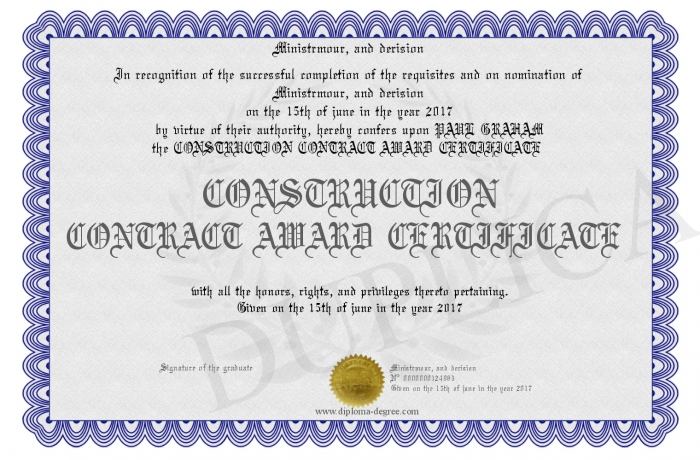 Ministrmour, and derision
In recognition of the successful completion of the requisites and on nomination of
Ministrmour, and derision
on the 15th of june in the year 2017
by virtue of their authority, hereby confers upon PAUL GRAHAM
the CONSTRUCTION CONTRACT AWARD CERTIFICATE
CONSTRUCTION
CONTRACT AWARD CERTIFICATE
with all the honors, rights, and privileges thereto pertaining.
Given on the 15th of june in the year 2017
Signature of the graduate
Ministrmour, and derision
Given on the 15th of june in the year 2017
www.diploma-degree.com
DUPLICA